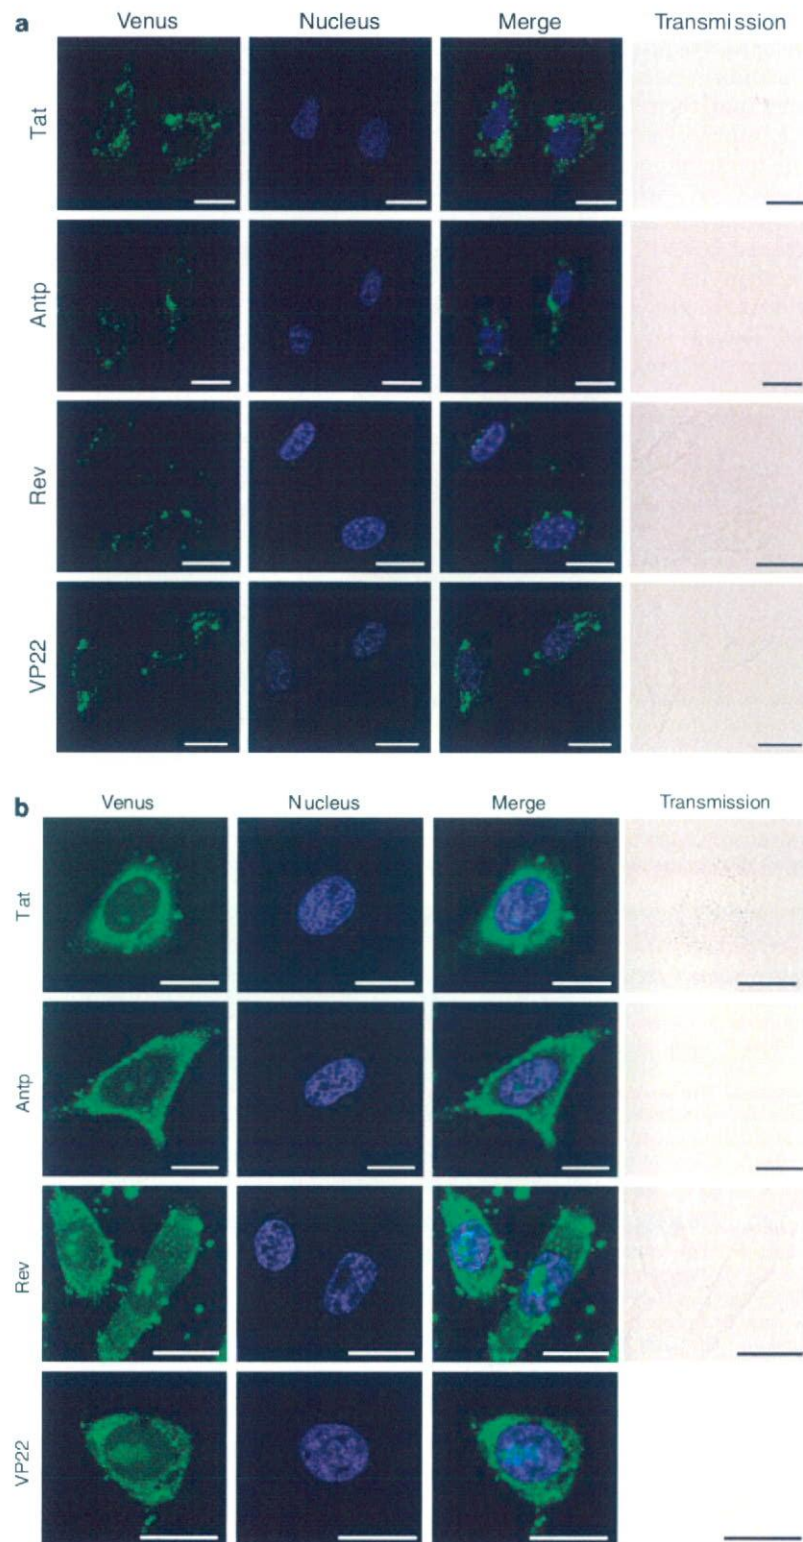 a
Venus Nucleus Merge Transmission
Tat
Antp
Rev
VP22
b
Venus Nucleus Merge Transmission
Tat
Antp
Rev
VP22